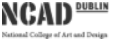 NCAD DUBLIN
National College of Art and Design